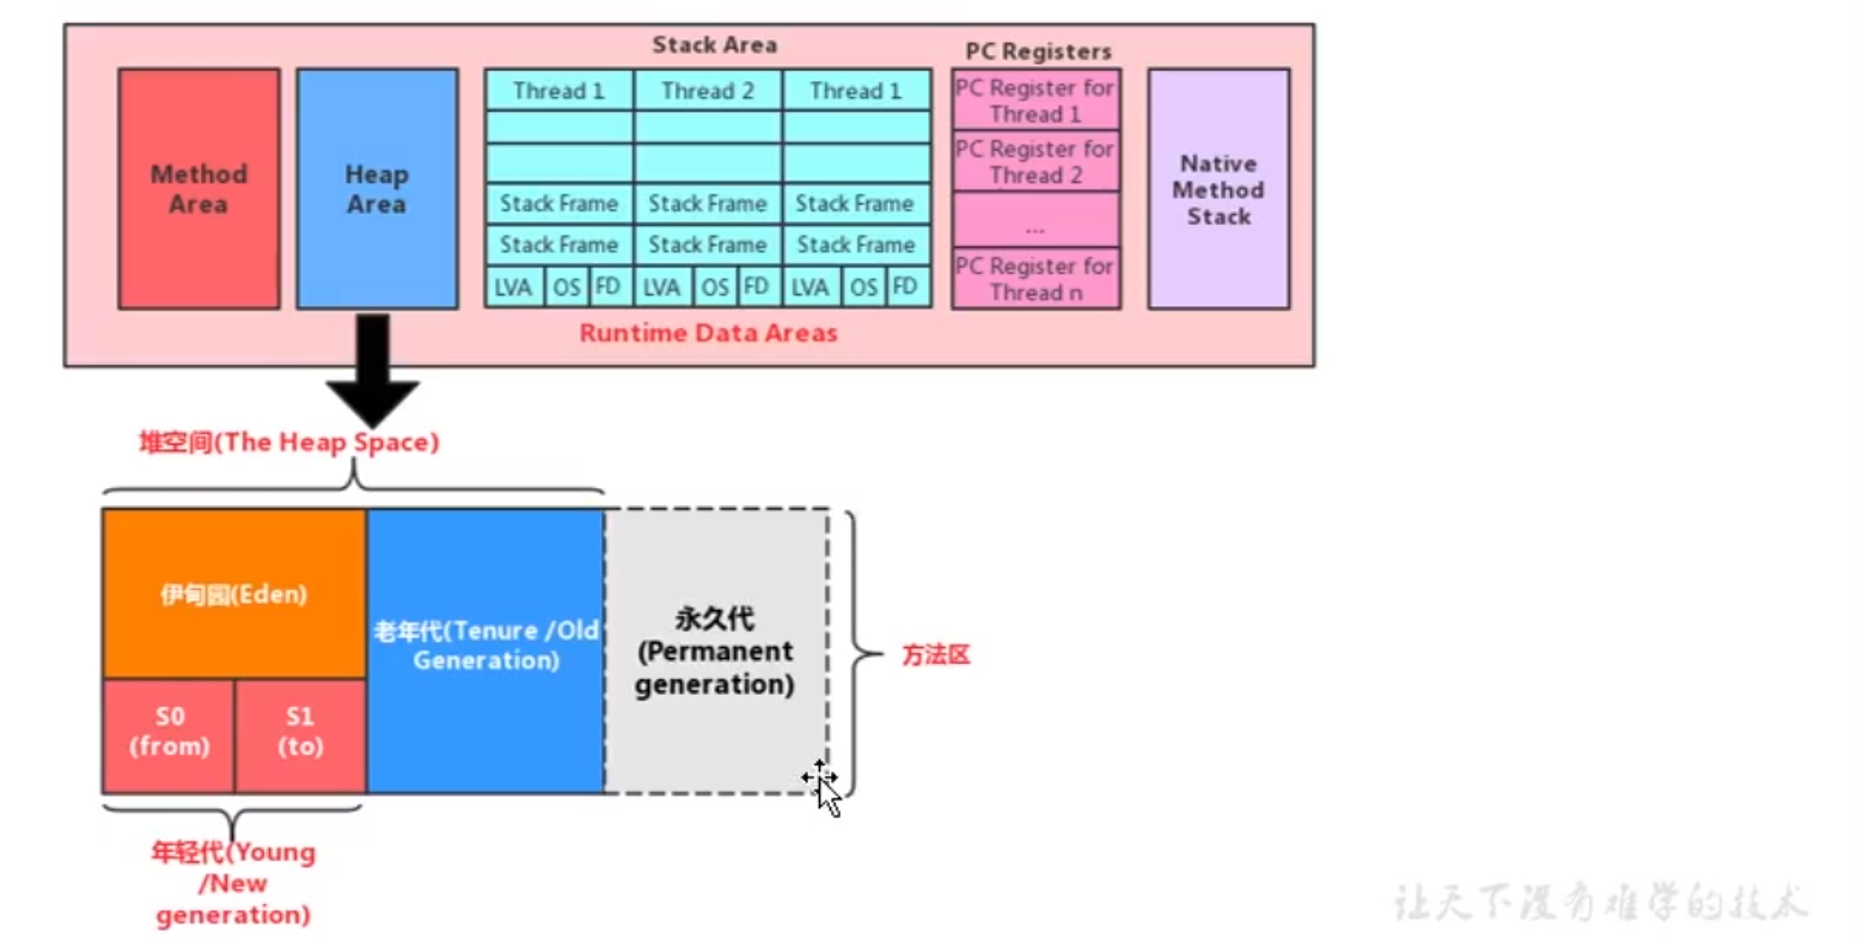 Stack Area
PC Registers
Method
Area
Heap
Area
Thread 1
Thread 2
Thread 1
Stack Frame
Stack Frame
Stack Frame
Stack Frame
Stack Frame
Stack Frame
LVA
OS
FD
LVA
OS
FD
LVA
OS
FD
PC Register for
Thread 1
PC Register for
Thread 2
...
PC Register for
Thread n
Native
Method
Stack
Runtime Data Areas
堆空间(The Heap Space)
伊甸园(Eden)
S0
(from)
S1
(to)
老年代(Tenure /Old
Generation)
永久代
(Permanent
generation)
方法区
年轻代(Young
/New
generation)
让天下没有难学的技术